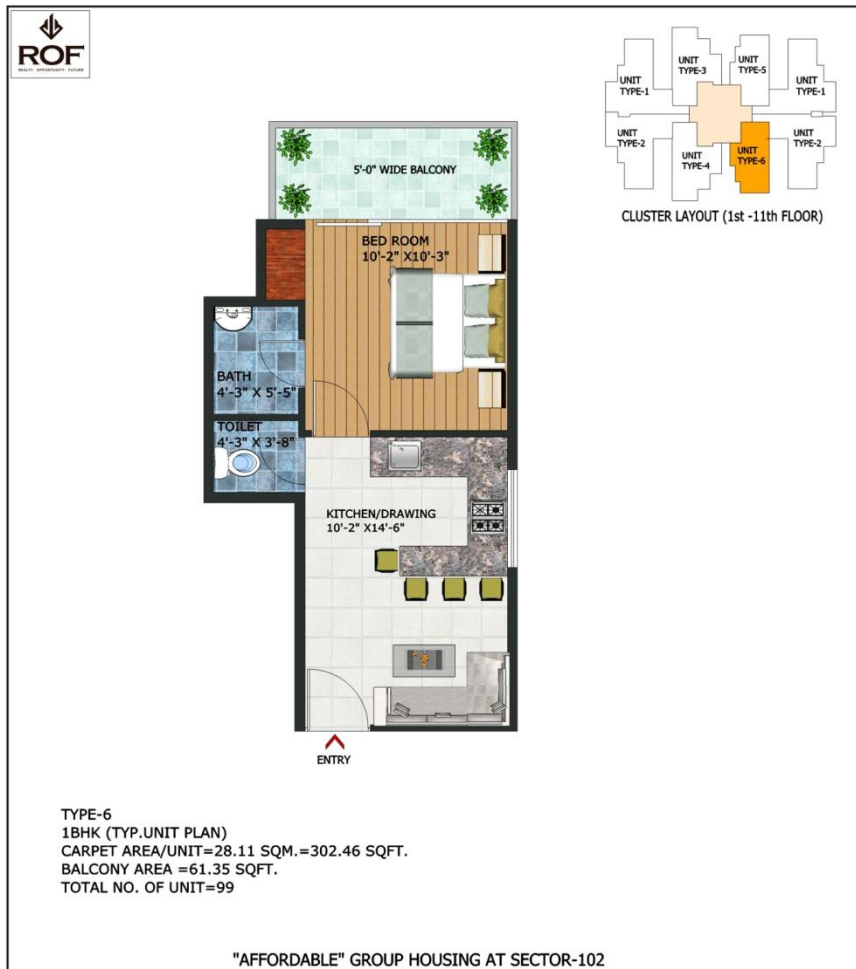 ROF
REALTY . OPPORTUNITY . FUTURE
UNIT
TYPE-1
UNIT
TYPE-3
UNIT
TYPE-5
UNIT
TYPE-1
UNIT
TYPE-2
UNIT
TYPE-4
UNIT
TYPE-6
UNIT
TYPE-2
CLUSTER LAYOUT (1st -11th FLOOR)
5'-0" WIDE BALCONY
BED ROOM
10'-2" X10'-3"
BATH
4'-3" X 5'-5"
TOILET
4'-3" X 3'-8"
KITCHEN/DRAWING
10'-2" X14'-6"
ENTRY
TYPE-6
1BHK (TYP.UNIT PLAN)
CARPET AREA/UNIT=28.11 SQM.=302.46 SQFT.
BALCONY AREA =61.35 SQFT.
TOTAL NO. OF UNIT=99
"AFFORDABLE" GROUP HOUSING AT SECTOR-102